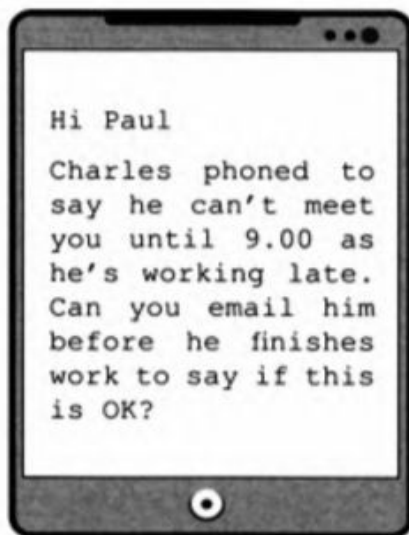 Hi Paul
Charles phoned to
say he can't meet
you until 9.00 as
he's working late.
Can you email him
before he finishes
work to say if this
is OK?